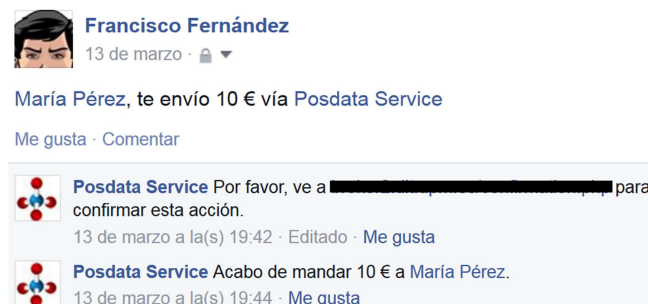 Francisco Fernández
13 de marzo ·
María Pérez, te envío 10 € vía Posdata Service
Me gusta · Comentar
Posdata Service Por favor, ve a para
confirmar esta acción.
13 de marzo a la(s) 19:42 · Editado · Me gusta
Posdata Service Acabo de mandar 10 € a María Pérez.
13 de marzo a la(s) 19:44 · Me gusta